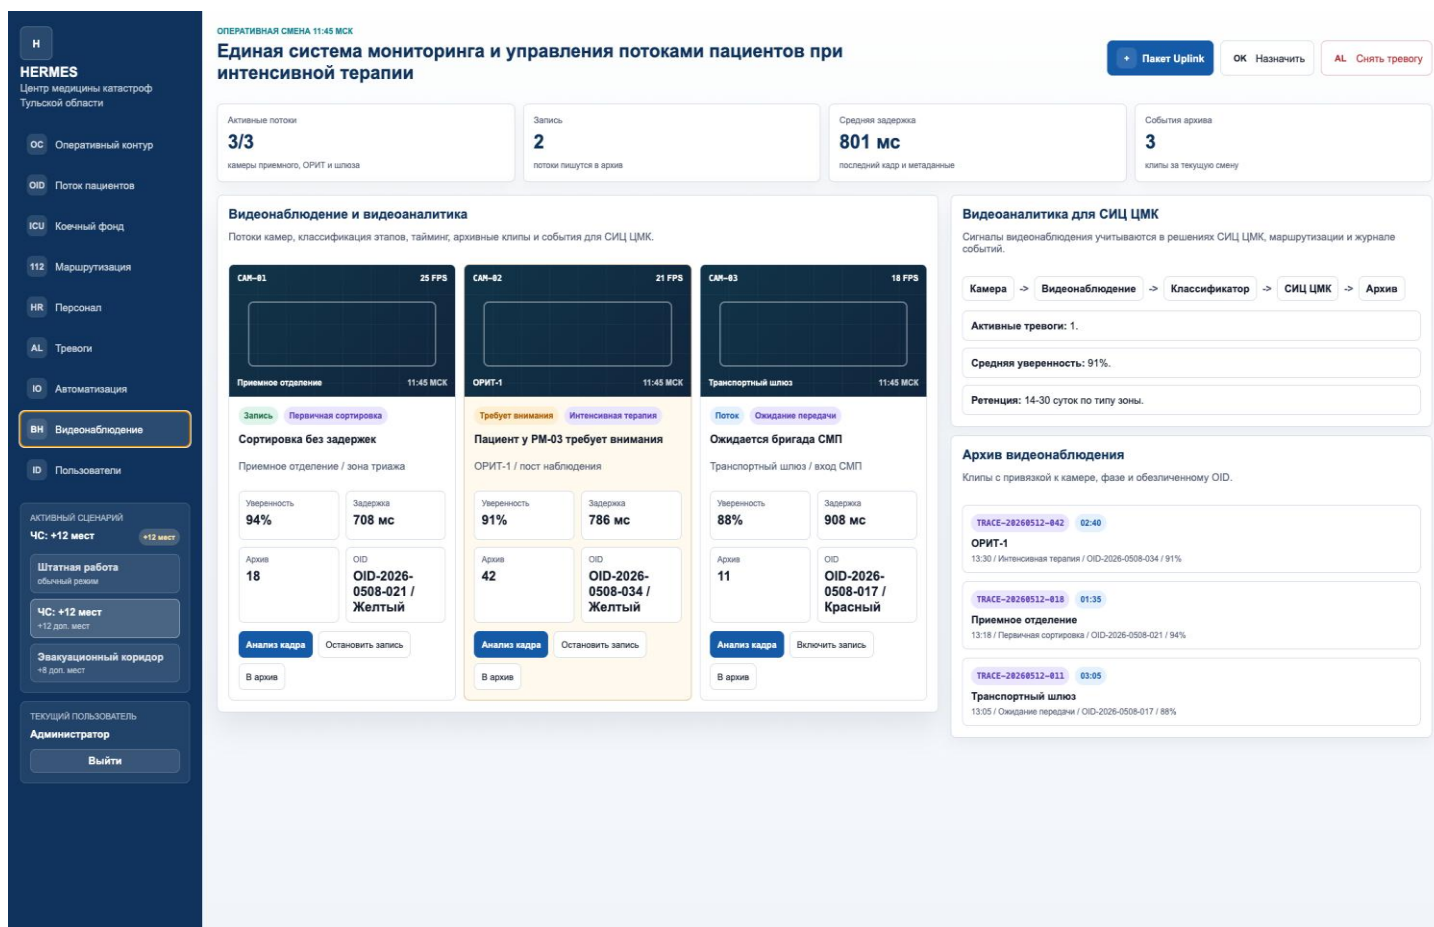 H
HERMES
Центр медицины катастроф
Тульской области
OC Оперативный контур
OID Поток пациентов
ICU Коечный фонд
112 Маршрутизация
HR Персонал
AL Тревоги
IO Автоматизация
ВН Видеонаблюдение
ID Пользователи
АКТИВНЫЙ СЦЕНАРИЙ
ЧС: +12 мест +12 мест
Штатная работа
обычный режим
ЧС: +12 мест
+12 доп. мест
Эвакуационный коридор
+8 доп. мест
ТЕКУЩИЙ ПОЛЬЗОВАТЕЛЬ
Администратор
Выйти
ОПЕРАТИВНАЯ СМЕНА 11:45 МСК
Единая система мониторинга и управления потоками пациентов при
интенсивной терапии
+ Пакет Uplink
OK Назначить
AL Снять тревогу
Активные потоки
3/3
камеры приемного, ОРИТ и шлюза
Запись
2
потоки пишутся в архив
Средняя задержка
801 мс
последний кадр и метаданные
События архива
3
клипы за текущую смену
Видеонаблюдение и видеоаналитика
Потоки камер, классификация этапов, тайминг, архивные клипы и события для СИЦ ЦМК.
CAM-01 25 FPS
Приемное отделение 11:45 МСК
Запись Первичная сортировка
Сортировка без задержек
Приемное отделение / зона триажа
Уверенность
94%
Задержка
708 мс
Архив
18
OID
OID-2026-
0508-021 /
Желтый
Анализ кадра Остановить запись
В архив
CAM-02 21 FPS
ОРИТ-1 11:45 МСК
Требует внимания Интенсивная терапия
Пациент у РМ-03 требует внимания
ОРИТ-1 / пост наблюдения
Уверенность
91%
Задержка
786 мс
Архив
42
OID
OID-2026-
0508-034 /
Желтый
Анализ кадра Остановить запись
В архив
CAM-03 18 FPS
Транспортный шлюз 11:45 МСК
Поток Ожидание передачи
Ожидается бригада СМП
Транспортный шлюз / вход СМП
Уверенность
88%
Задержка
908 мс
Архив
11
OID
OID-2026-
0508-017 /
Красный
Анализ кадра Включить запись
В архив
Видеоаналитика для СИЦ ЦМК
Сигналы видеонаблюдения учитываются в решениях СИЦ ЦМК, маршрутизации и журнале
событий.
Камера -> Видеонаблюдение -> Классификатор -> СИЦ ЦМК -> Архив
Активные тревоги: 1.
Средняя уверенность: 91%.
Ретенция: 14-30 суток по типу зоны.
Архив видеонаблюдения
Клипы с привязкой к камере, фазе и обезличенному OID.
TRACE-20260512-042 02:40
ОРИТ-1
13:30 / Интенсивная терапия / OID-2026-0508-034 / 91%
TRACE-20260512-018 01:35
Приемное отделение
13:18 / Первичная сортировка / OID-2026-0508-021 / 94%
TRACE-20260512-011 03:05
Транспортный шлюз
13:05 / Ожидание передачи / OID-2026-0508-017 / 88%